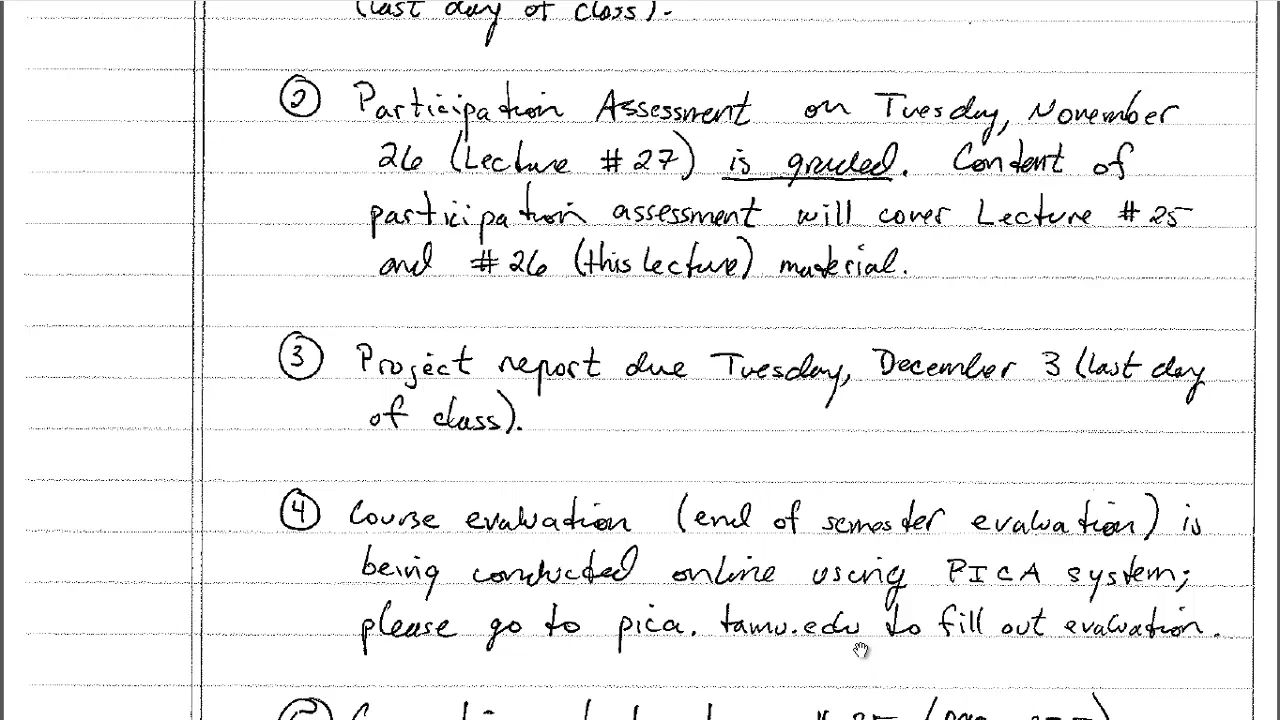 (last day of class).
② Participation Assessment on Tuesday, November
26 (Lecture #27) is graded. Content of
participation assessment will cover Lecture #25
and #26 (this lecture) material.
③ Project report due Tuesday, December 3 (last day
of class).
④ Course evaluation (end of semester evaluation) is
being conducted online using PICA system;
please go to pica.tamu.edu to fill out evaluation.